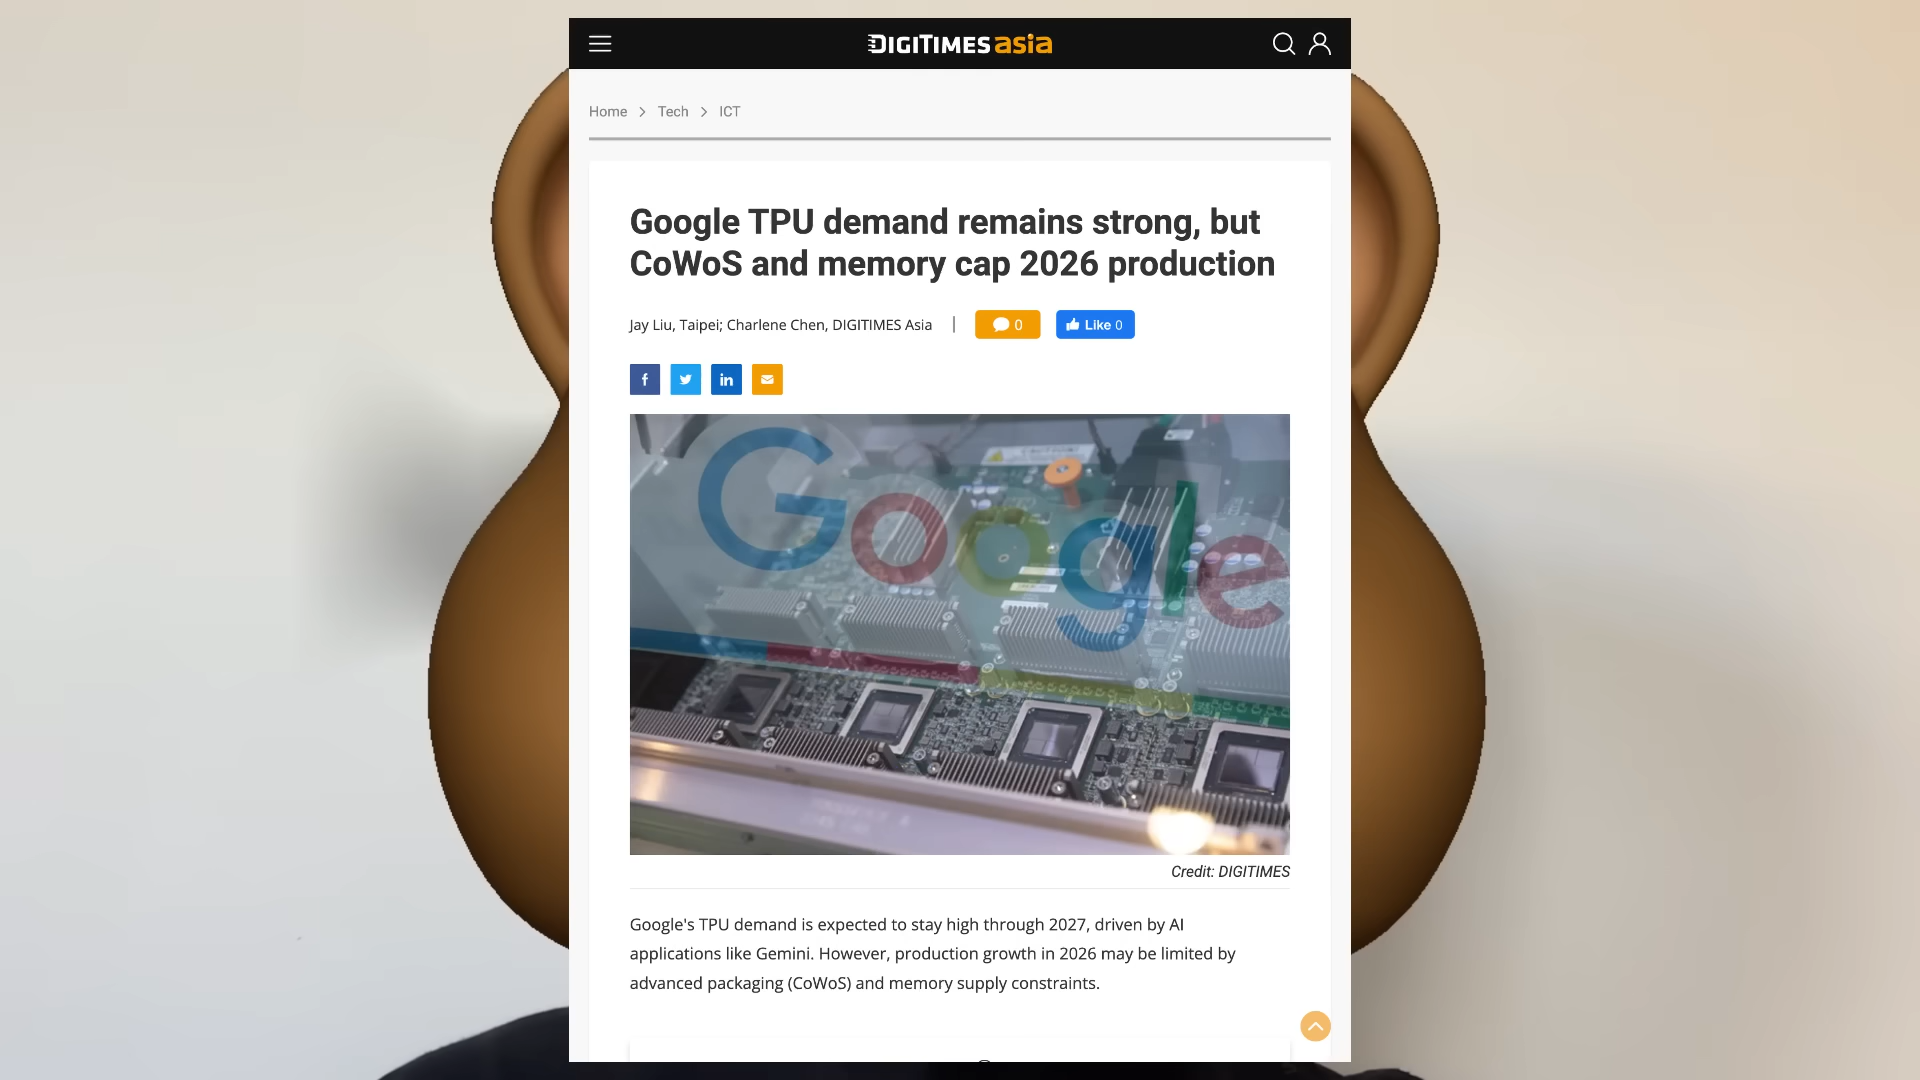 DIGITIMES asia
Home > Tech > ICT
Google TPU demand remains strong, but
CoWoS and memory cap 2026 production
Jay Liu, Taipei; Charlene Chen, DIGITIMES Asia | 0 Like 0
Google
Credit: DIGITIMES
Google's TPU demand is expected to stay high through 2027, driven by AI
applications like Gemini. However, production growth in 2026 may be limited by
advanced packaging (CoWoS) and memory supply constraints.